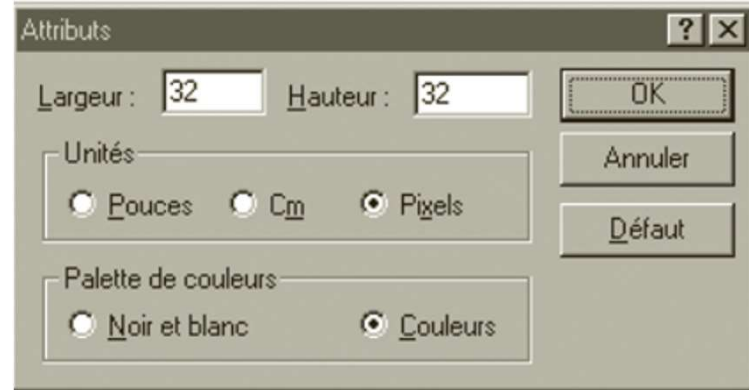 Attributs
Largeur : 32 Hauteur : 32 OK
Unités Annuler
Pouces Cm Pixels
Défaut
Palette de couleurs
Noir et blanc Couleurs